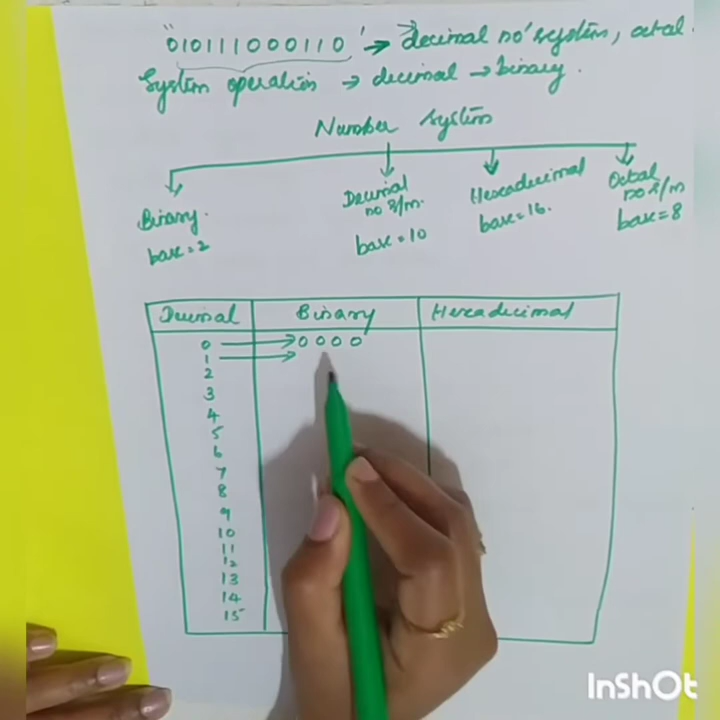 "010111000110' → decimal no' system, octal
System operation → decimal → binary.
Number system
Binary.
base=2
Decimal
no s/m.
base=10
Hexadecimal
base=16.
Octal
no s/m
base=8
Decimal Binary Hexadecimal
0 → 0000
1 →
2
3
4
5
6
7
8
9
10
11
12
13
14
15
InShOt